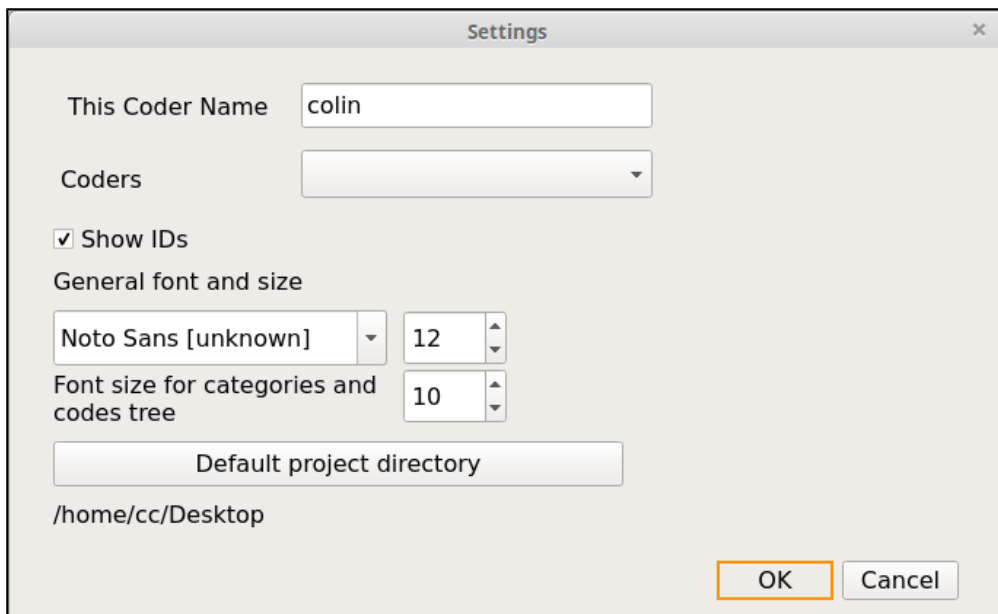 Settings
This Coder Name
colin
Coders
Show IDs
General font and size
Noto Sans [unknown]
12
Font size for categories and
codes tree
10
Default project directory
/home/cc/Desktop
OK
Cancel